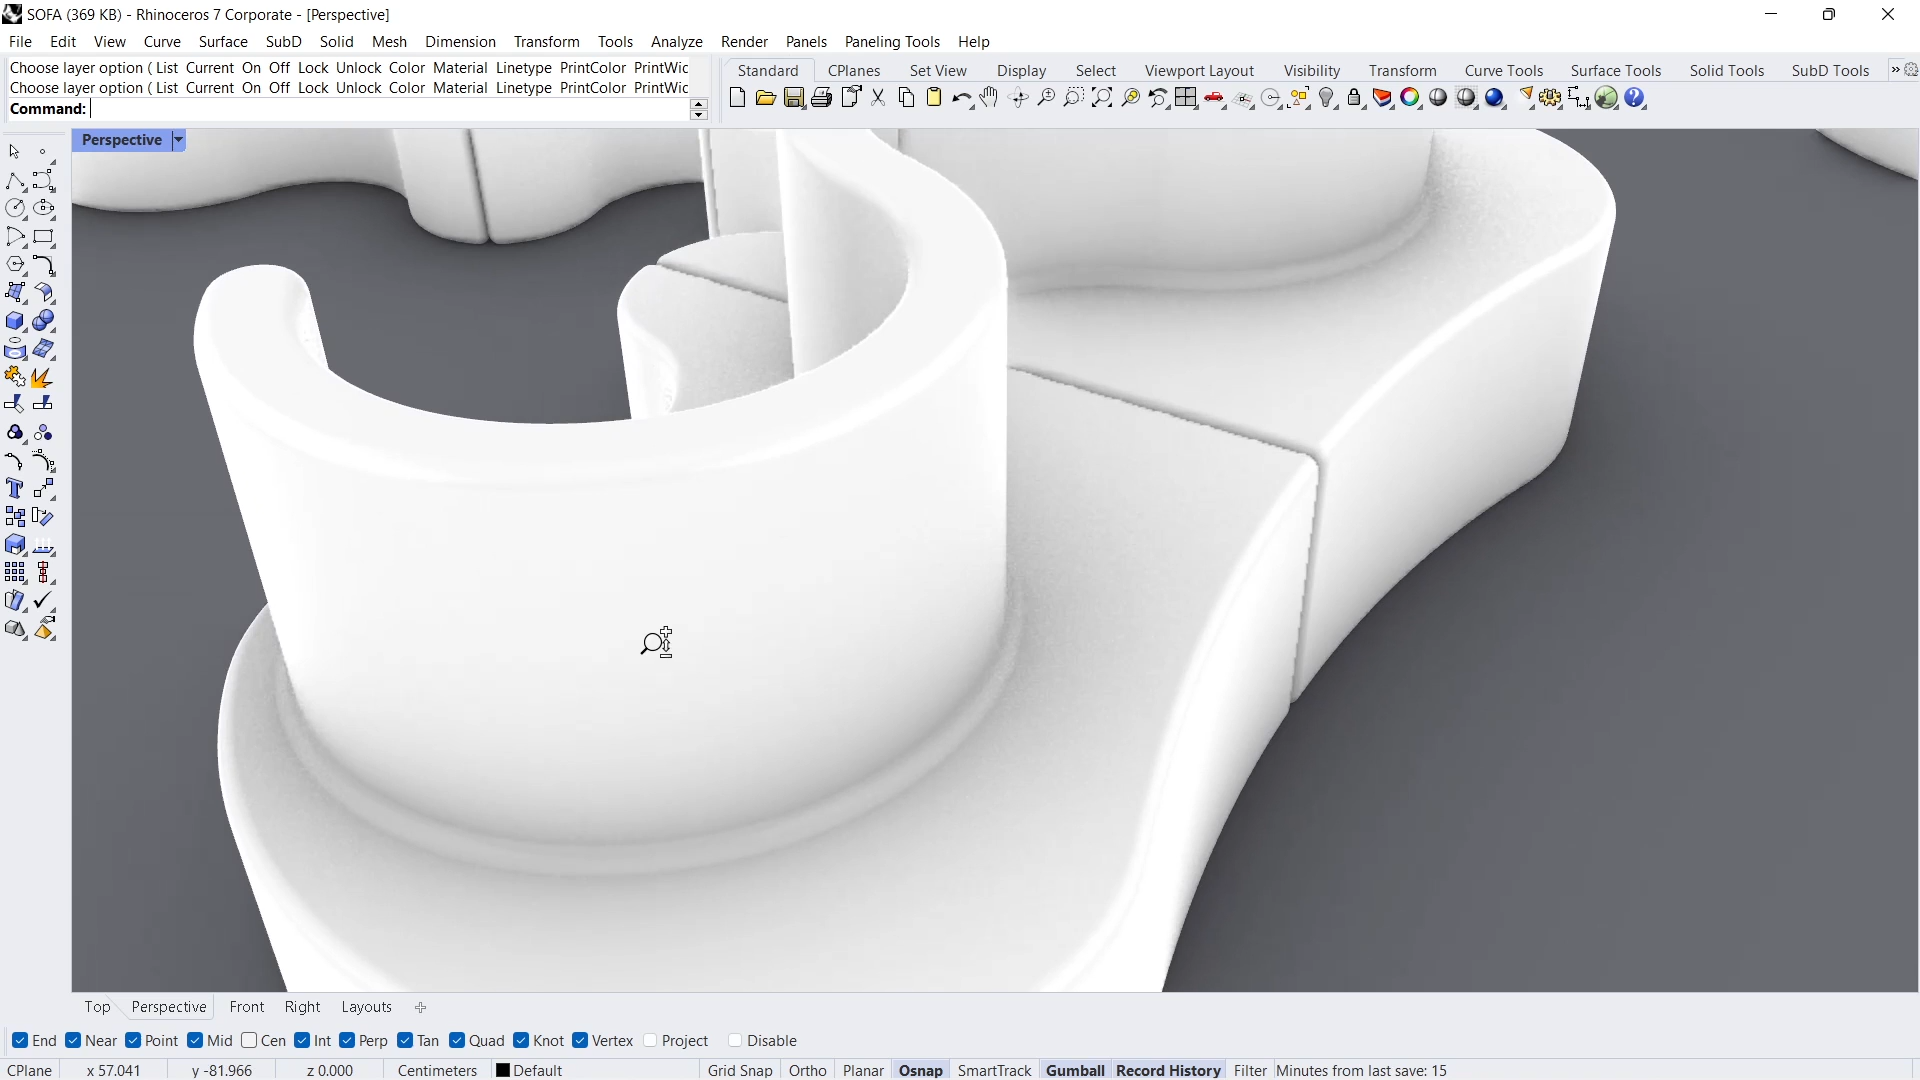 SOFA (369 KB) - Rhinoceros 7 Corporate - [Perspective]
File Edit View Curve Surface SubD Solid Mesh Dimension Transform Tools Analyze Render Panels Paneling Tools Help
Choose layer option ( List Current On Off Lock Unlock Color Material Linetype PrintColor PrintWic
Choose layer option ( List Current On Off Lock Unlock Color Material Linetype PrintColor PrintWic
Command:
Standard CPlanes Set View Display Select Viewport Layout Visibility Transform Curve Tools Surface Tools Solid Tools SubD Tools »
Perspective
Top Perspective Front Right Layouts
End Near Point Mid Cen Int Perp Tan Quad Knot Vertex Project Disable
CPlane x 57.041 y -81.966 z 0.000 Centimeters Default Grid Snap Ortho Planar Osnap SmartTrack Gumball Record History Filter Minutes from last save: 15